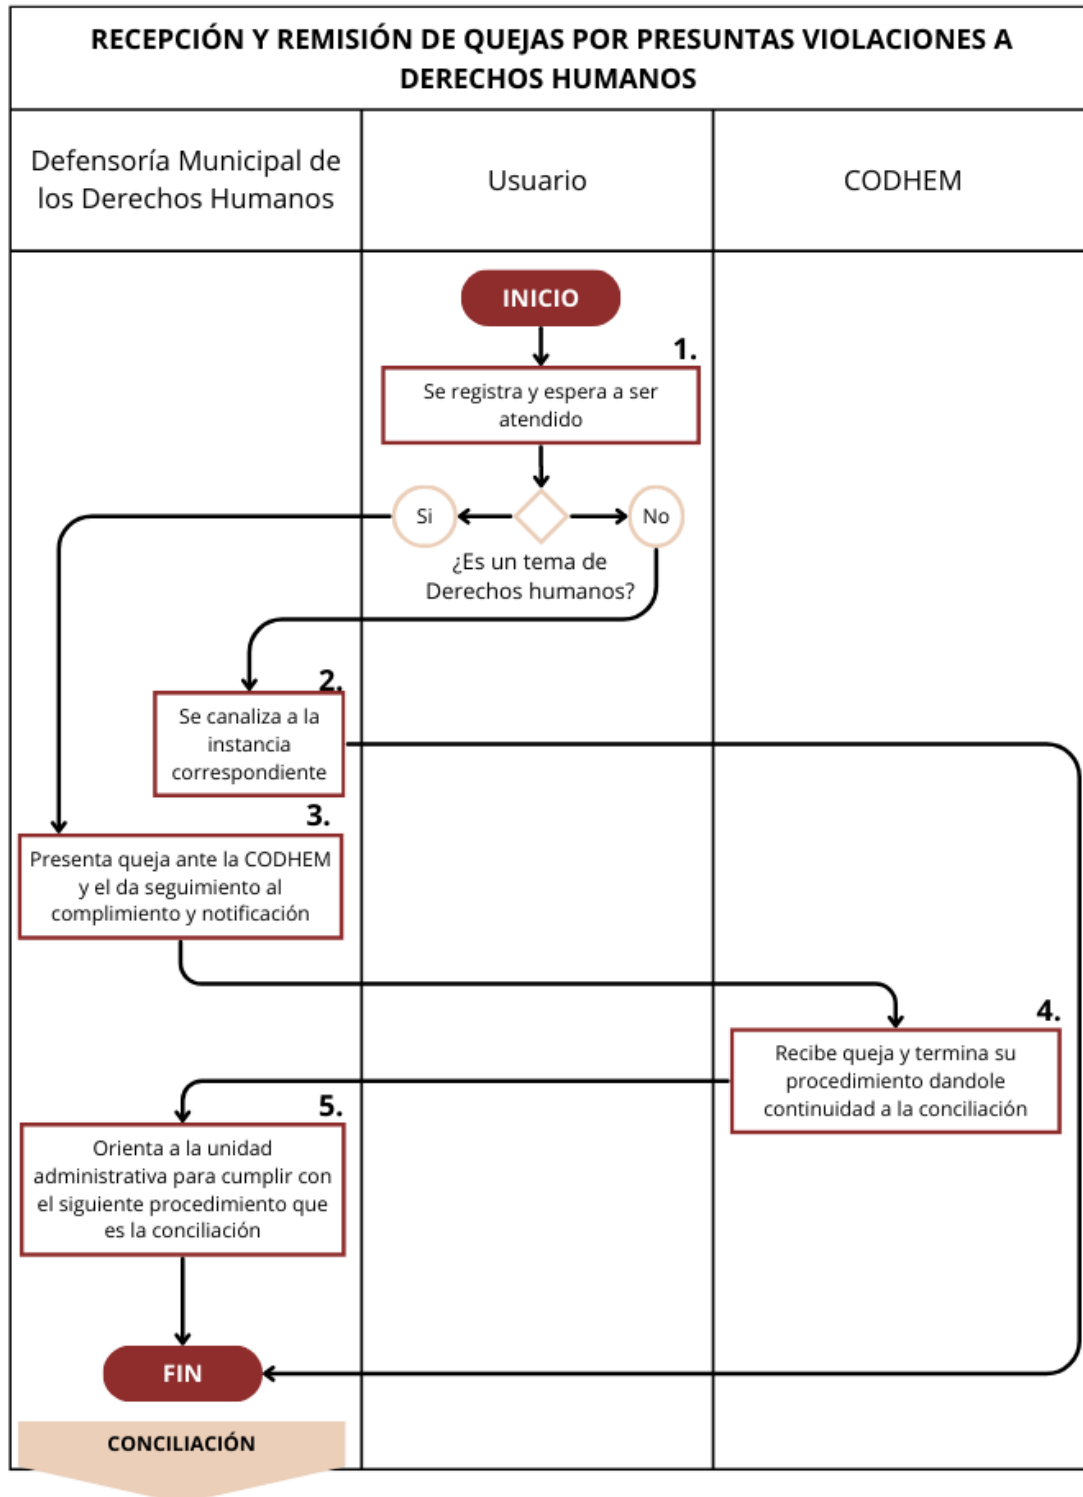 RECEPCIÓN Y REMISIÓN DE QUEJAS POR PRESUNTAS VIOLACIONES A
DERECHOS HUMANOS
Defensoría Municipal de
los Derechos Humanos
Usuario
CODHEM
INICIO
1.
Se registra y espera a ser
atendido
Si
No
¿Es un tema de
Derechos humanos?
2.
Se canaliza a la
instancia
correspondiente
3.
Presenta queja ante la CODHEM
y el da seguimiento al
complimiento y notificación
4.
Recibe queja y termina su
procedimiento dandole
continuidad a la conciliación
5.
Orienta a la unidad
administrativa para cumplir con
el siguiente procedimiento que
es la conciliación
FIN
CONCILIACIÓN